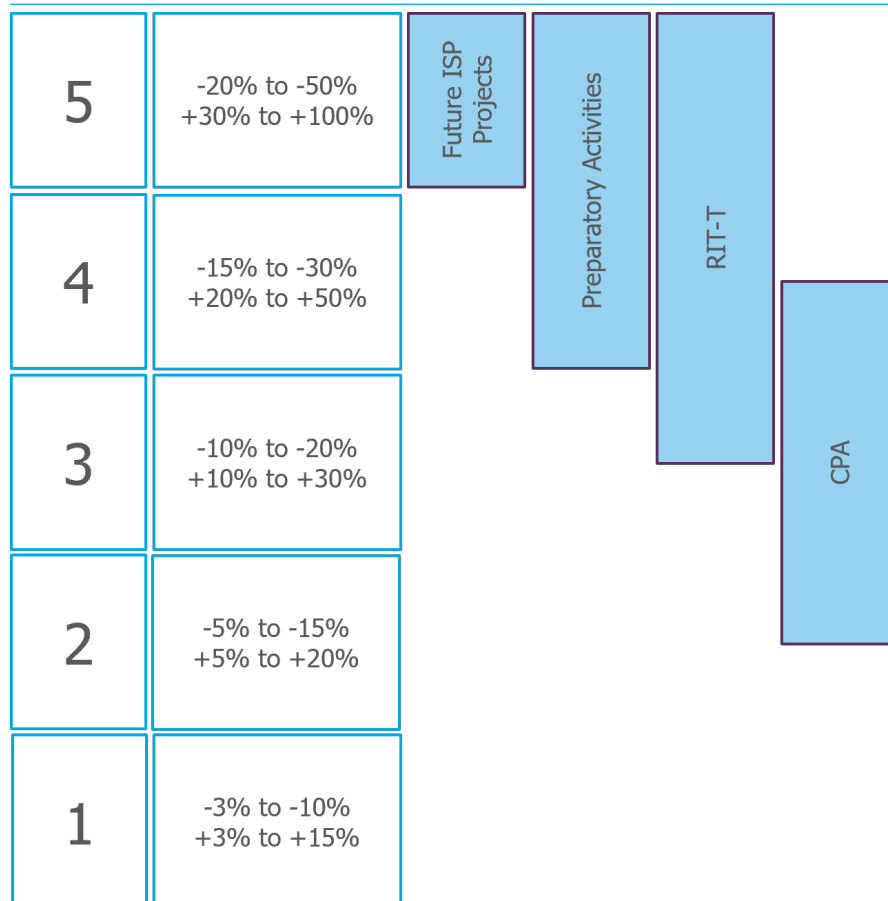 5
-20% to -50%
+30% to +100%
Future ISP
Projects
Preparatory Activities
RIT-T
4
-15% to -30%
+20% to +50%
CPA
3
-10% to -20%
+10% to +30%
2
-5% to -15%
+5% to +20%
1
-3% to -10%
+3% to +15%